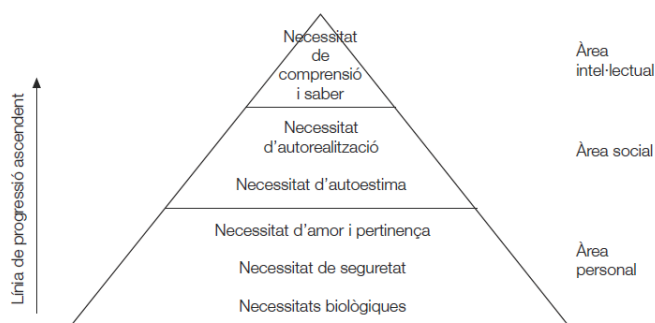 Necessitat
de
comprensió
i saber
Àrea
intel·lectual
Necessitat
d’autorealització
Necessitat d’autoestima
Àrea social
Necessitat d’amor i pertinença
Necessitat de seguretat
Necessitats biològiques
Àrea
personal
Línia de progressió ascendent